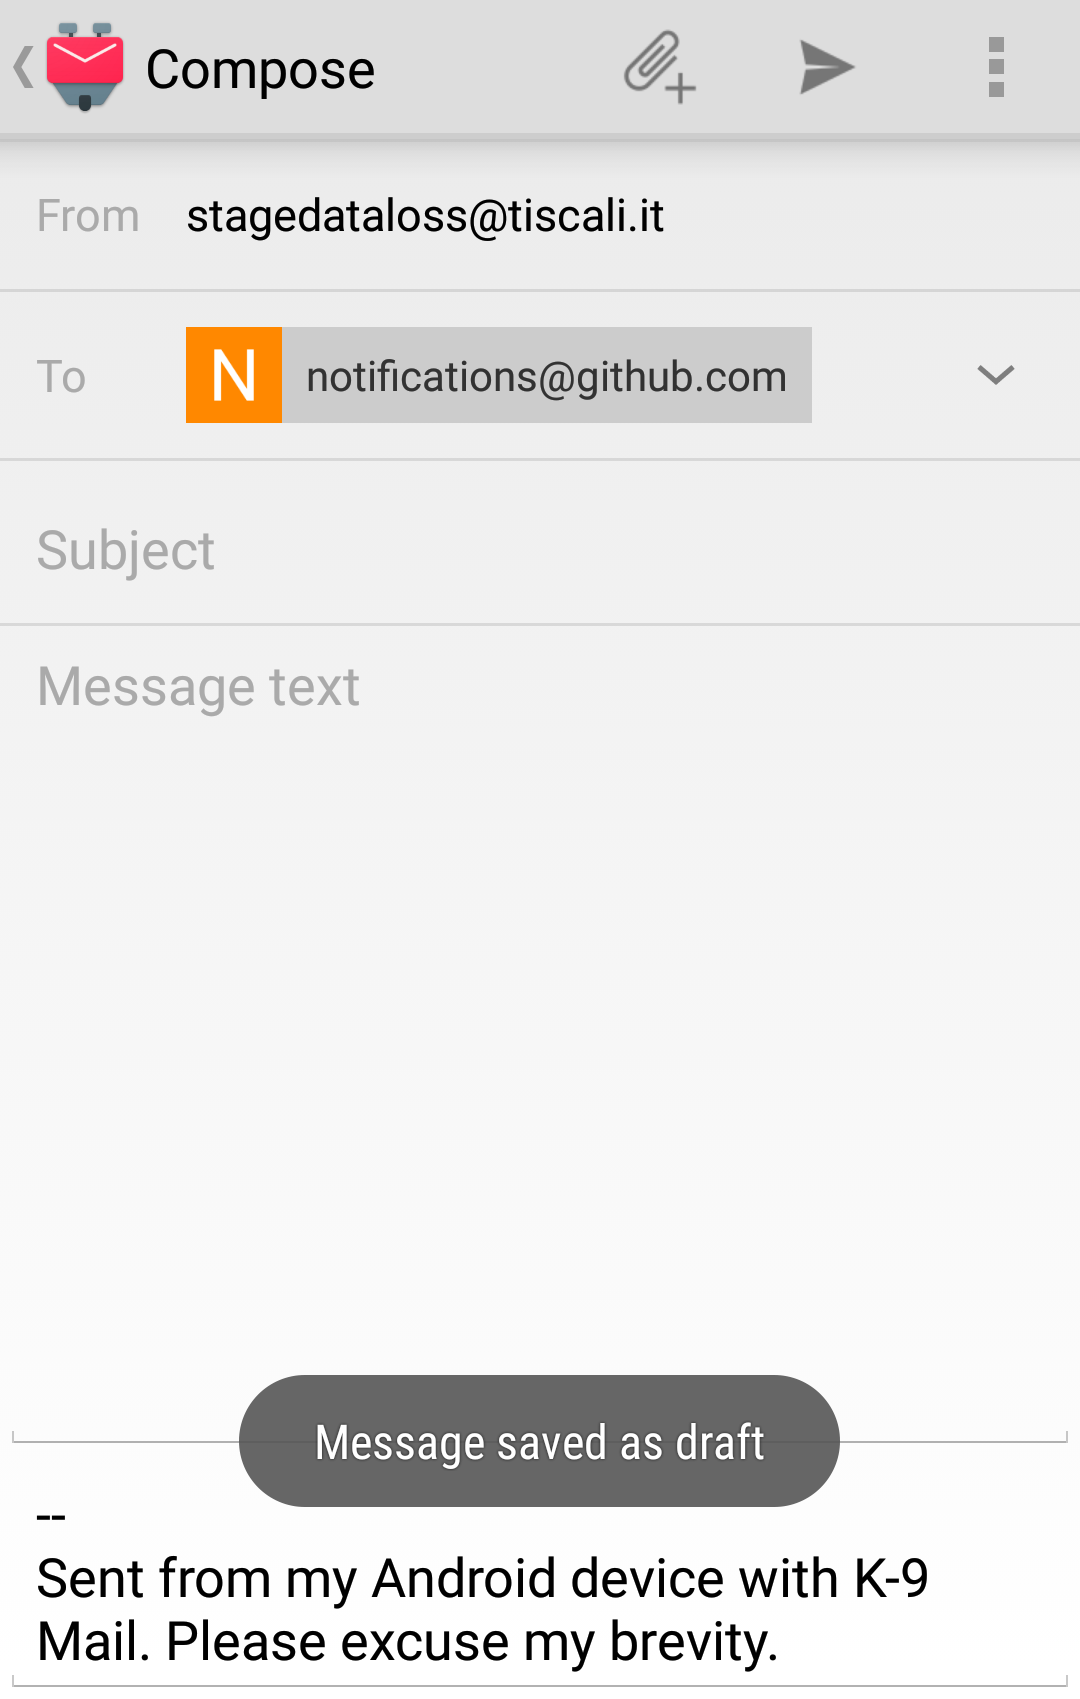 Compose
From stagedataloss@tiscali.it
To N notifications@github.com
Subject
Message text
Message saved as draft
--
Sent from my Android device with K-9
Mail. Please excuse my brevity.